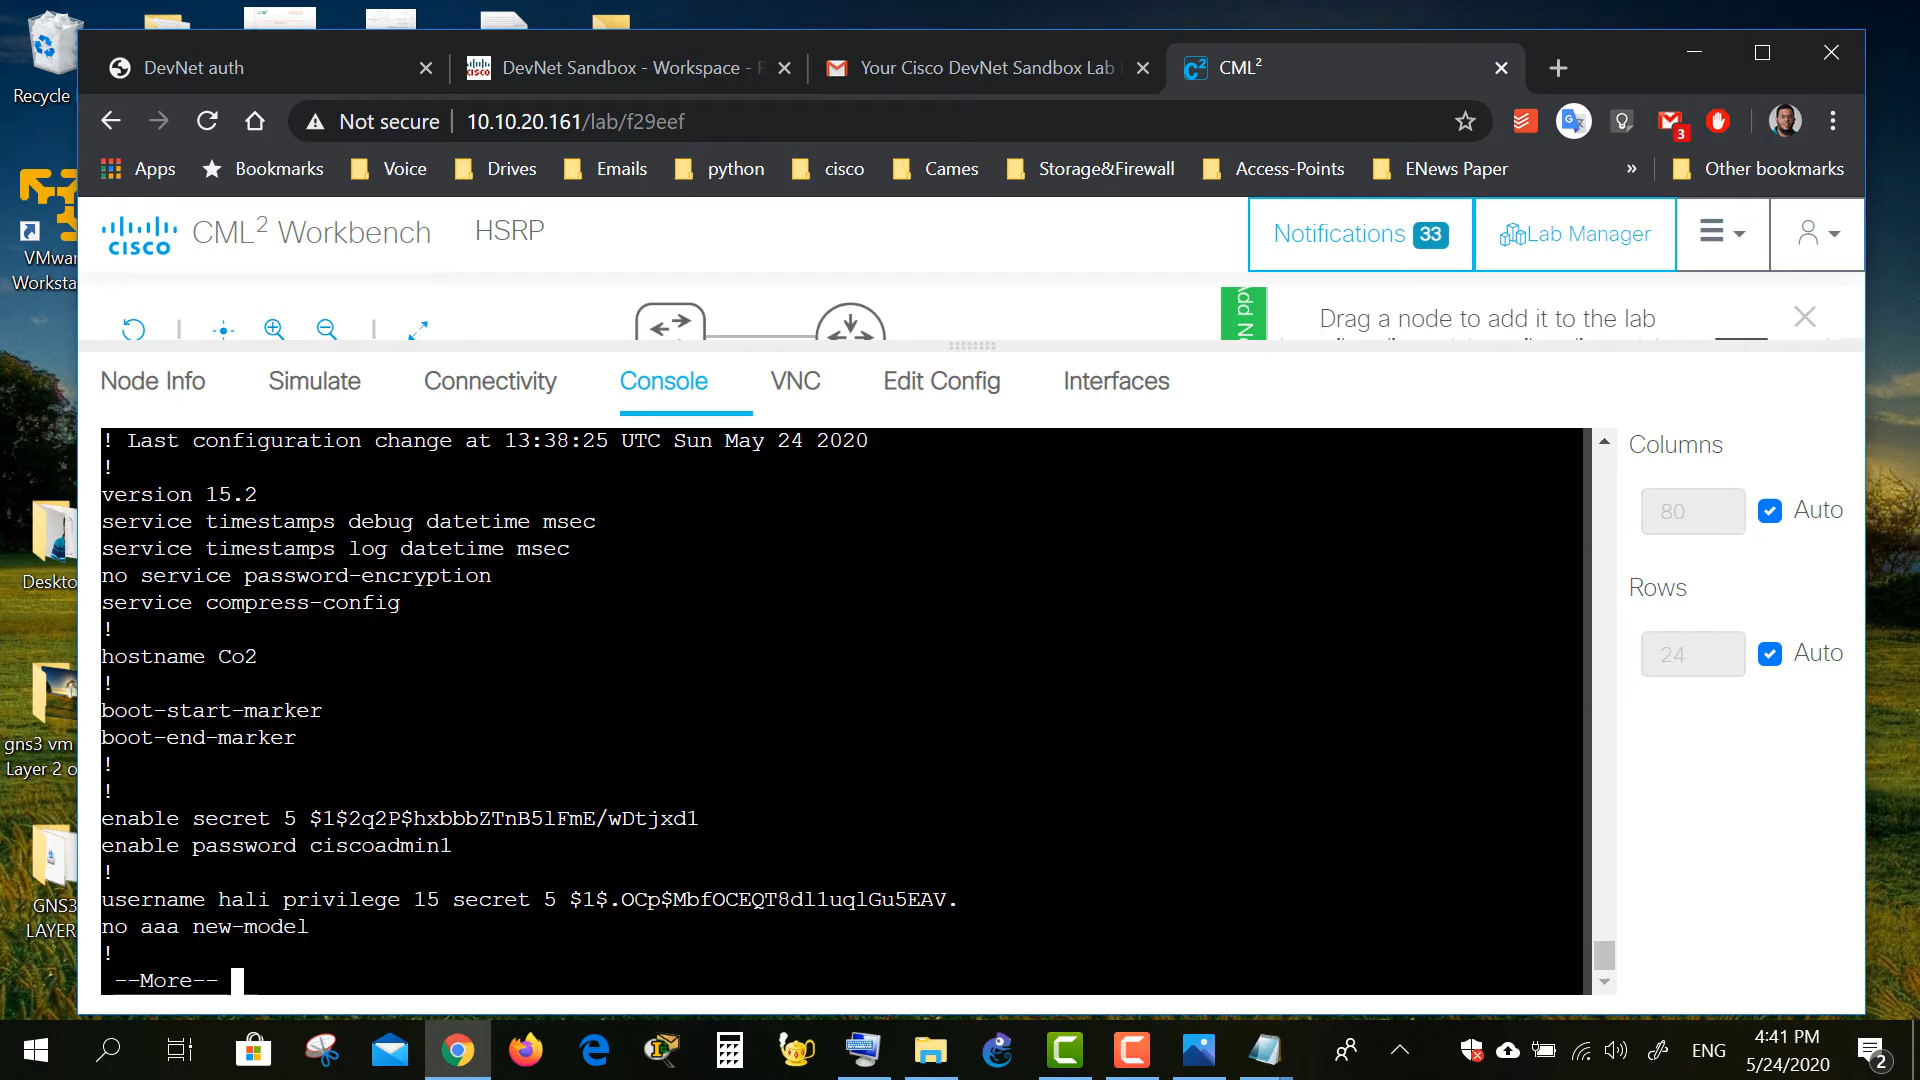 Recycle
VMwar
Worksta
Deskto
gns3 vm
Layer 2 o
GNS3
LAYER
DevNet auth
DevNet Sandbox - Workspace -
Your Cisco DevNet Sandbox Lab
CML²
Not secure
10.10.20.161/lab/f29eef
3
Apps
Bookmarks
Voice
Drives
Emails
python
cisco
Cames
Storage&Firewall
Access-Points
ENews Paper
»
Other bookmarks
CISCO
CML² Workbench
HSRP
Notifications 33
Lab Manager
Drag a node to add it to the lab
Node Info
Simulate
Connectivity
Console
VNC
Edit Config
Interfaces
! Last configuration change at 13:38:25 UTC Sun May 24 2020
!
version 15.2
service timestamps debug datetime msec
service timestamps log datetime msec
no service password-encryption
service compress-config
!
hostname Co2
!
boot-start-marker
boot-end-marker
!
!
enable secret 5 $1$2q2P$hxbbbZTnB5lFmE/wDtjxd1
enable password ciscoadmin1
!
username hali privilege 15 secret 5 $1$.OCp$MbfOCEQT8dl1uqlGu5EAV.
no aaa new-model
!
--More--
Columns
80
Auto
Rows
24
Auto
ENG
4:41 PM
5/24/2020
2